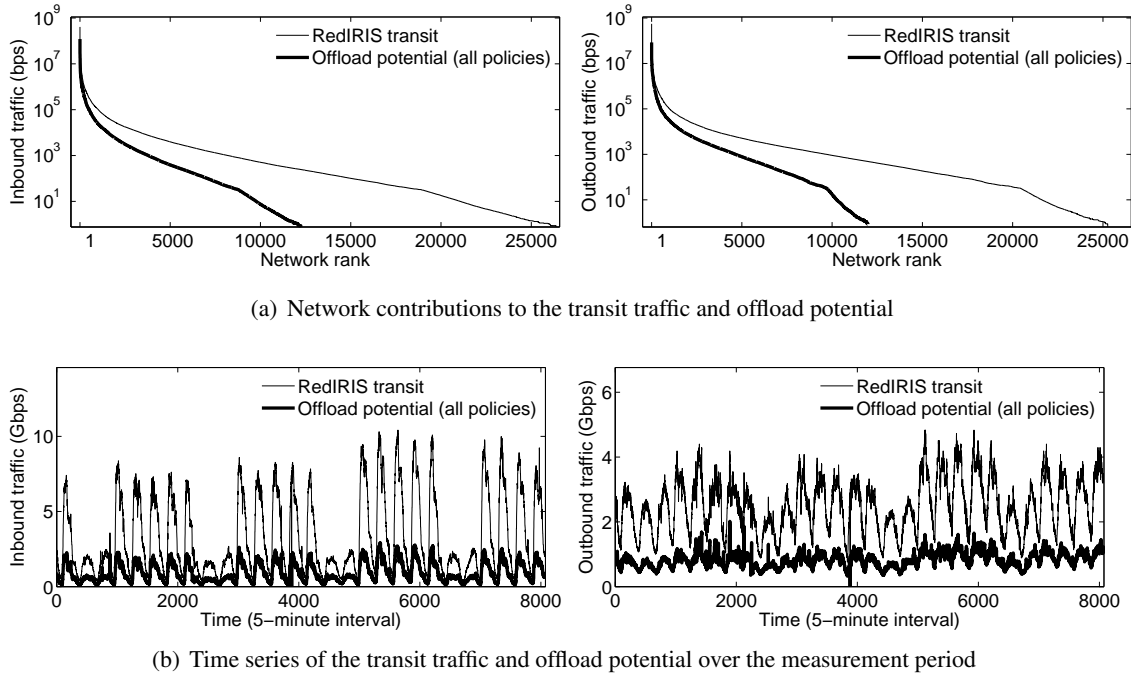 Inbound traffic (bps)
10^9
10^7
10^5
10^3
10^1
RedIRIS transit
Offload potential (all policies)
1 5000 10000 15000 20000 25000
Network rank
Outbound traffic (bps)
10^9
10^7
10^5
10^3
10^1
RedIRIS transit
Offload potential (all policies)
1 5000 10000 15000 20000 25000
Network rank
(a) Network contributions to the transit traffic and offload potential
Inbound traffic (Gbps)
10
5
0
RedIRIS transit
Offload potential (all policies)
0 2000 4000 6000 8000
Time (5−minute interval)
Outbound traffic (Gbps)
6
4
2
0
RedIRIS transit
Offload potential (all policies)
0 2000 4000 6000 8000
Time (5−minute interval)
(b) Time series of the transit traffic and offload potential over the measurement period